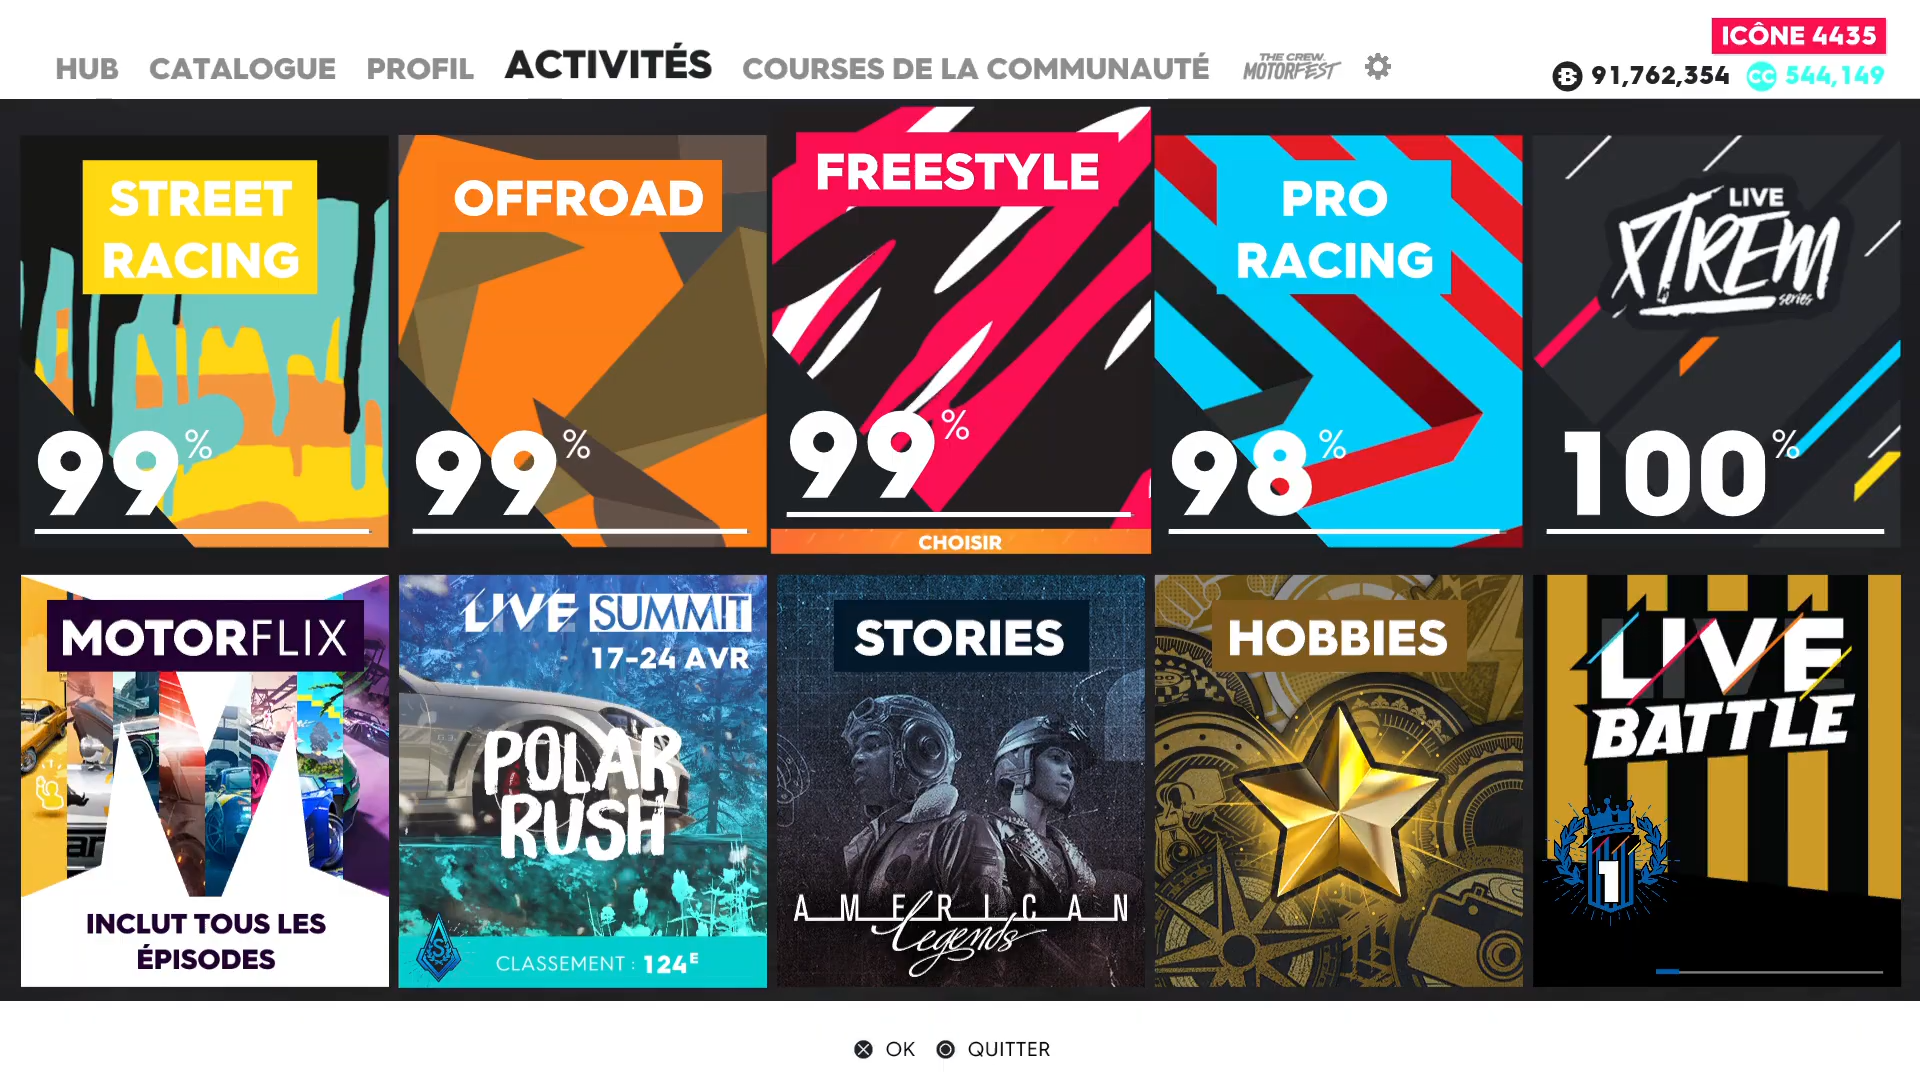 HUB CATALOGUE PROFIL ACTIVITÉS COURSES DE LA COMMUNAUTÉ THE CREW MOTORFEST
ICÔNE 4435
91,762,354 CC 544,149
STREET RACING
99%
OFFROAD
99%
FREESTYLE
99%
CHOISIR
PRO RACING
98%
LIVE
XTREM
series
100%
MOTORFLIX
INCLUT TOUS LES
ÉPISODES
LIVE SUMMIT
17-24 AVR
POLAR
RUSH
CLASSEMENT : 124E
STORIES
AMERICAN
Legends
HOBBIES
LIVE
BATTLE
1
OK QUITTER